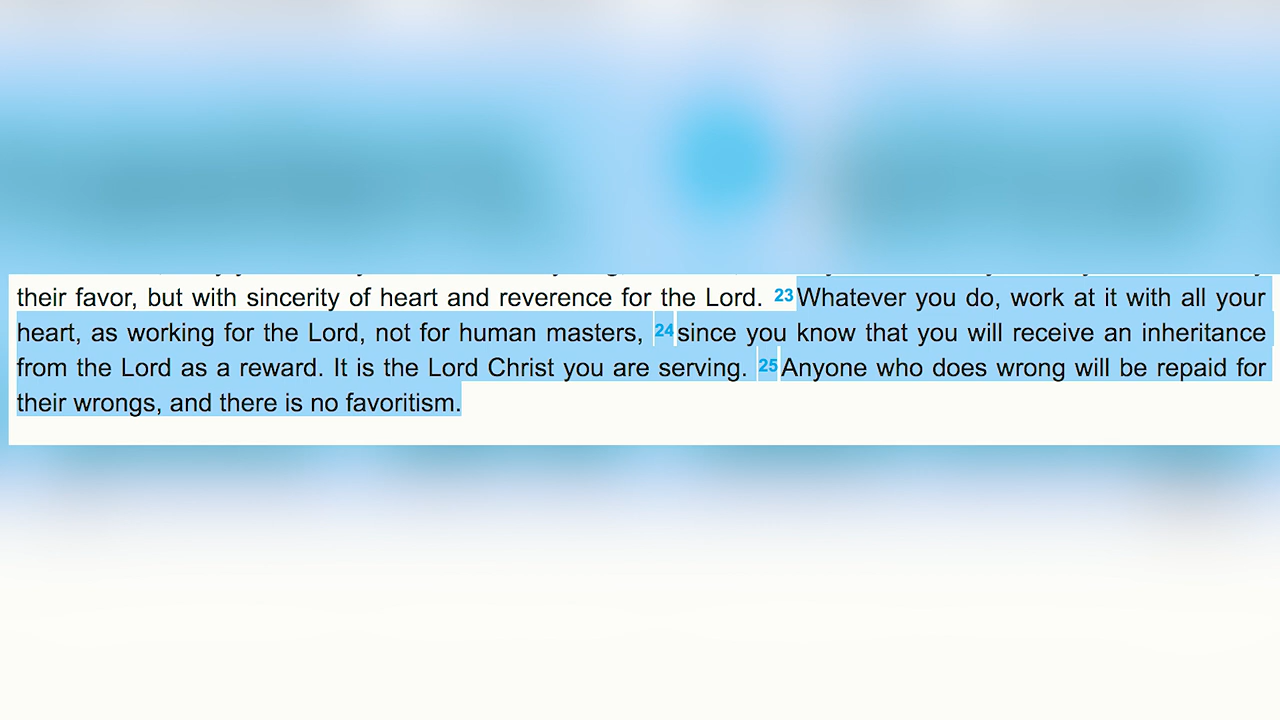 their favor, but with sincerity of heart and reverence for the Lord. 23 Whatever you do, work at it with all your
heart, as working for the Lord, not for human masters, 24 since you know that you will receive an inheritance
from the Lord as a reward. It is the Lord Christ you are serving. 25 Anyone who does wrong will be repaid for
their wrongs, and there is no favoritism.